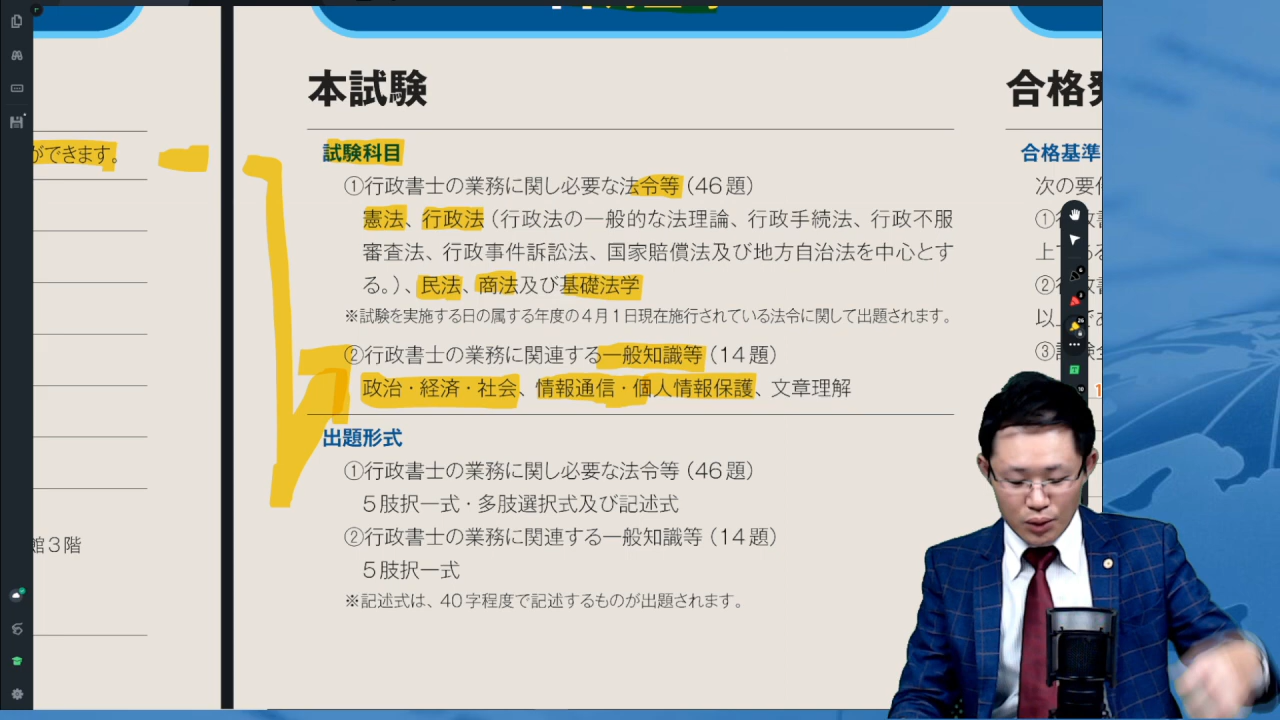 ができます。
館3階
本試験
試験科目
①行政書士の業務に関し必要な法令等(46題)
憲法、行政法(行政法の一般的な法理論、行政手続法、行政不服
審査法、行政事件訴訟法、国家賠償法及び地方自治法を中心とす
る。)、民法、商法及び基礎法学
※試験を実施する日の属する年度の4月1日現在施行されている法令に関して出題されます。
②行政書士の業務に関連する一般知識等(14題)
政治・経済・社会、情報通信・個人情報保護、文章理解
出題形式
①行政書士の業務に関し必要な法令等(46題)
5肢択一式・多肢選択式及び記述式
②行政書士の業務に関連する一般知識等(14題)
5肢択一式
※記述式は、40字程度で記述するものが出題されます。
合格
合格基準
次の要
①
上
②
以
③